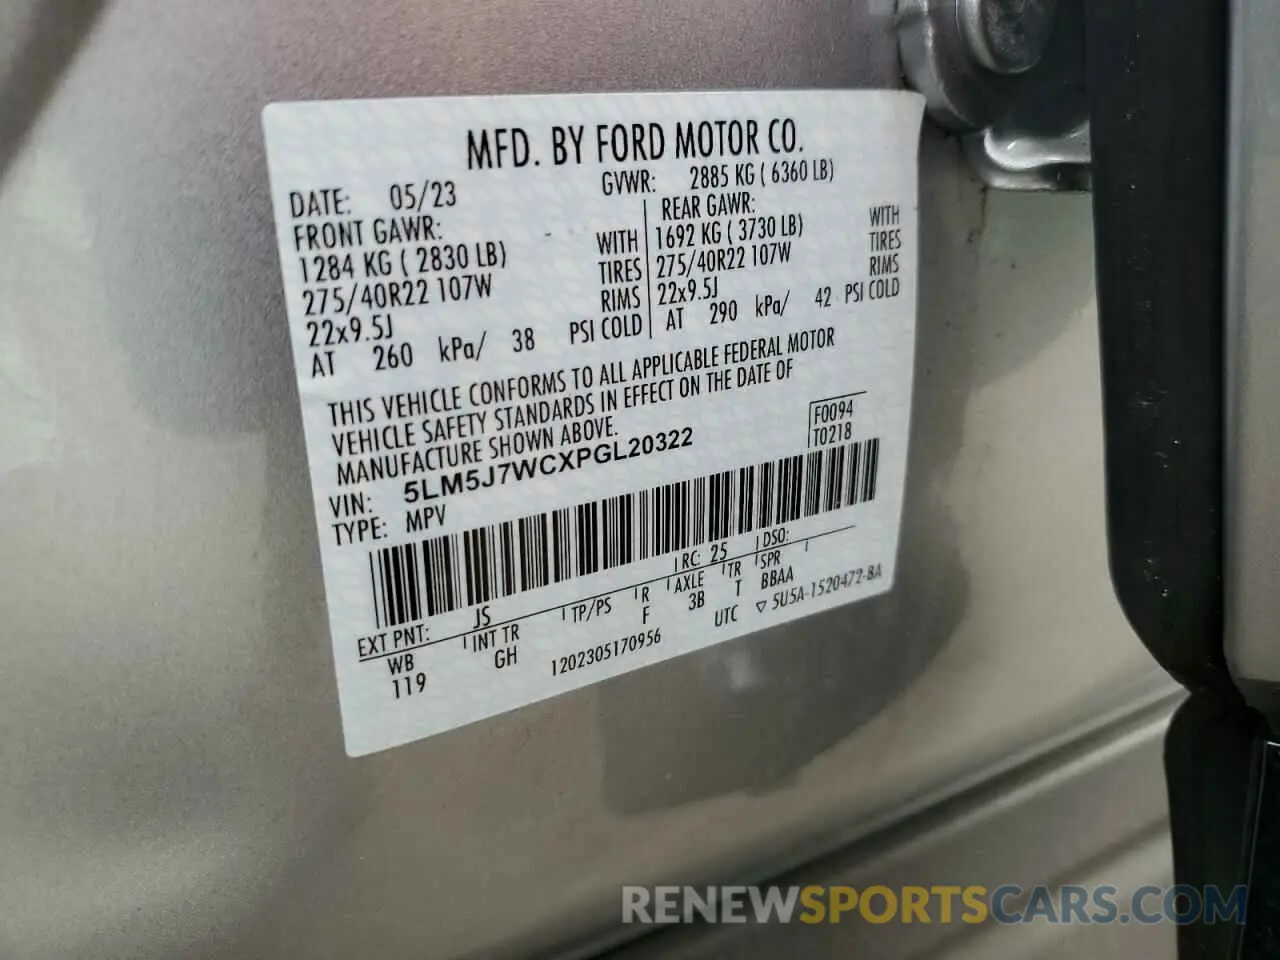 MFD. BY FORD MOTOR CO.
DATE: 05/23 GVWR: 2885 KG ( 6360 LB)
FRONT GAWR: REAR GAWR:
1284 KG ( 2830 LB) WITH 1692 KG ( 3730 LB) WITH
275/40R22 107W TIRES 275/40R22 107W TIRES
22x9.5J RIMS 22x9.5J RIMS
AT 260 kPa/ 38 PSI COLD AT 290 kPa/ 42 PSI COLD
THIS VEHICLE CONFORMS TO ALL APPLICABLE FEDERAL MOTOR
VEHICLE SAFETY STANDARDS IN EFFECT ON THE DATE OF
MANUFACTURE SHOWN ABOVE.
F0094
T0218
VIN: 5LM5J7WCXPGL20322
TYPE: MPV
EXT PNT: JS RC: 25 DSO:
WB INT TR TP/PS R AXLE TR SPR
119 GH F 3B T BBAA
1202305170956 UTC ▽ 5U5A-1520472-BA
RENEWSPORTSCARS.COM